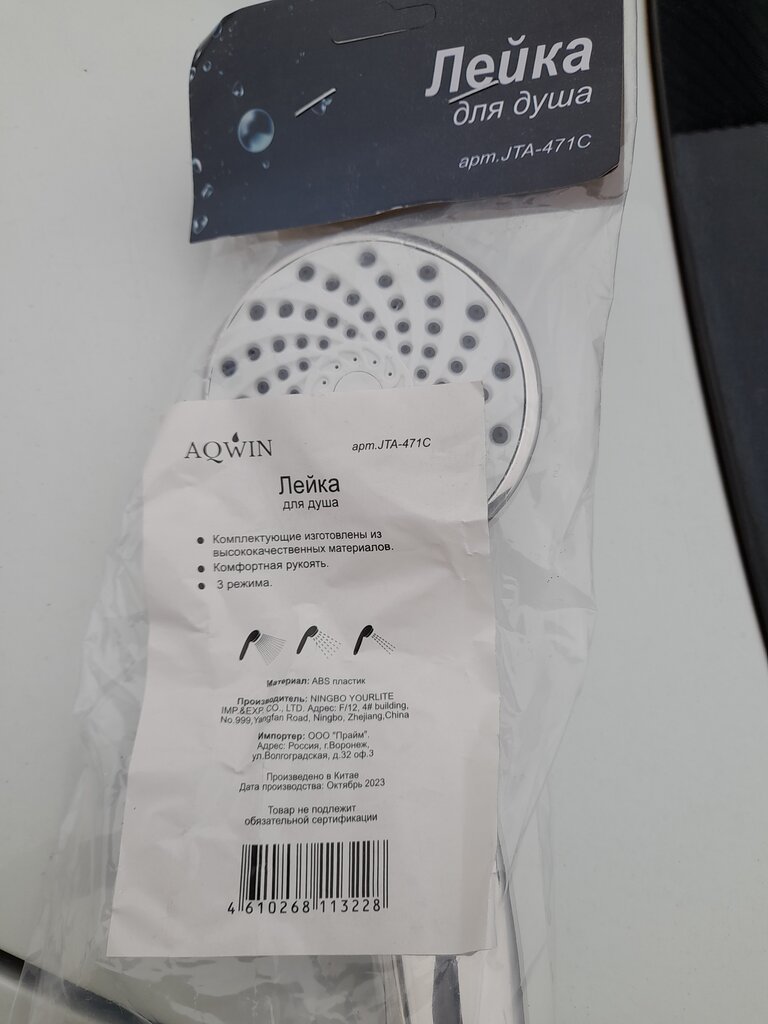 Лейка
для душа
арт.JTA-471C
AQWIN
арт.JTA-471C
Лейка
для душа
Комплектующие изготовлены из
высококачественных материалов.
Комфортная рукоять.
3 режима.
Материал: ABS пластик
Производитель: NINGBO YOURLITE
IMP.&EXP. CO., LTD. Адрес: F/12, 4# building,
No.999,Yangfan Road, Ningbo, Zhejiang,China
Импортер: ООО "Прайм".
Адрес: Россия, г.Воронеж,
ул.Волгоградская, д.32 оф.3
Произведено в Китае
Дата производства: Октябрь 2023
Товар не подлежит
обязательной сертификации
4 610268 113228